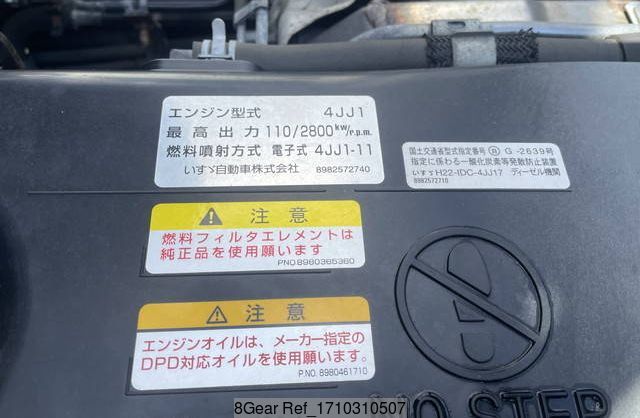 エンジン型式 4JJ1
最高出力 110/2800kw/r.p.m.
燃料噴射方式 電子式 4JJ1-11
いすゞ自動車株式会社 8982572740
国土交通省型式指定番号 Ⓡ G -2639号
指定に係わる一酸化炭素等発散防止装置
いすゞH22-IDC-4JJ17 ディーゼル機関
8982572710
注意
燃料フィルタエレメントは
純正品を使用願います
PNO.8980365360
注意
エンジンオイルは、メーカー指定の
DPD対応オイルを使用願います。
P.NO. 8980461710
NO STEP
8Gear Ref_1710310507